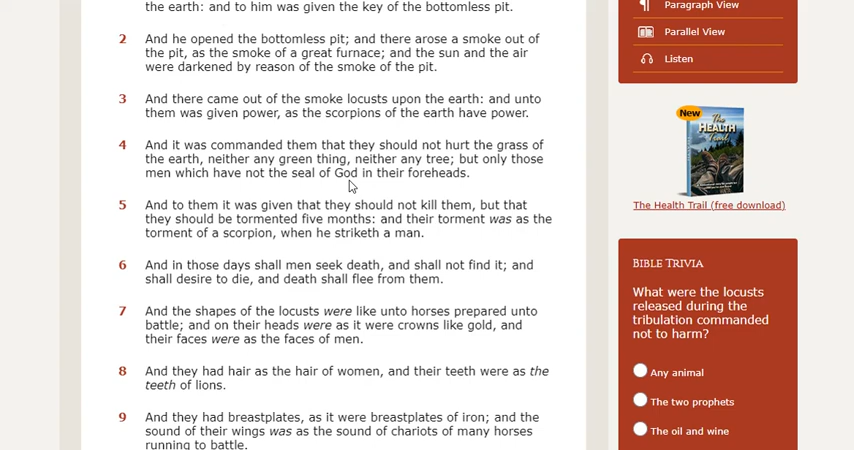 the earth: and to him was given the key of the bottomless pit.
2 And he opened the bottomless pit; and there arose a smoke out of
the pit, as the smoke of a great furnace; and the sun and the air
were darkened by reason of the smoke of the pit.
3 And there came out of the smoke locusts upon the earth: and unto
them was given power, as the scorpions of the earth have power.
4 And it was commanded them that they should not hurt the grass of
the earth, neither any green thing, neither any tree; but only those
men which have not the seal of God in their foreheads.
5 And to them it was given that they should not kill them, but that
they should be tormented five months: and their torment was as the
torment of a scorpion, when he striketh a man.
6 And in those days shall men seek death, and shall not find it; and
shall desire to die, and death shall flee from them.
7 And the shapes of the locusts were like unto horses prepared unto
battle; and on their heads were as it were crowns like gold, and
their faces were as the faces of men.
8 And they had hair as the hair of women, and their teeth were as the
teeth of lions.
9 And they had breastplates, as it were breastplates of iron; and the
sound of their wings was as the sound of chariots of many horses
running to battle.
Paragraph View
Parallel View
Listen
New
The
HEALTH
Trail
The Health Trail (free download)
BIBLE TRIVIA
What were the locusts
released during the
tribulation commanded
not to harm?
Any animal
The two prophets
The oil and wine